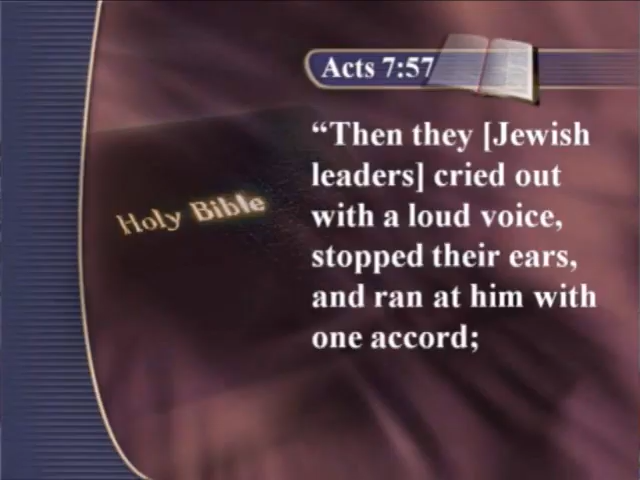 Acts 7:57
Holy Bible
“Then they [Jewish
leaders] cried out
with a loud voice,
stopped their ears,
and ran at him with
one accord;